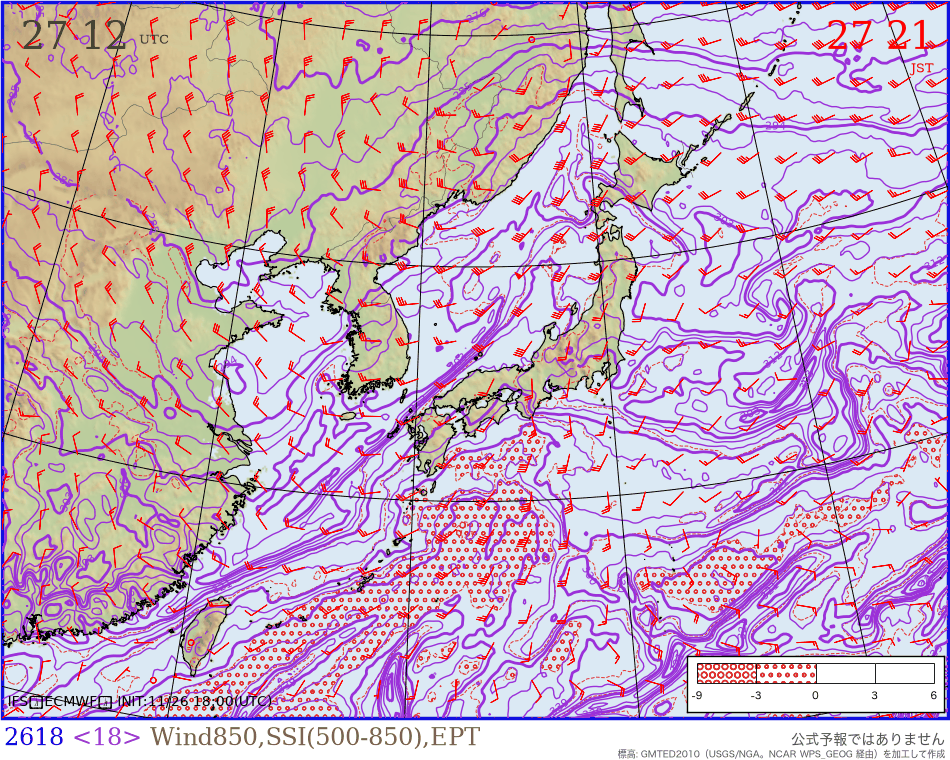 27 12 UTC
27 21
JST
IFS ECMWF INIT:11/26 18:00(UTC)
-9 -3 0 3 6
2618 <18> Wind850,SSI(500-850),EPT
公式予報ではありません
標高: GMTED2010（USGS/NGA。NCAR WPS_GEOG 経由）を加工して作成